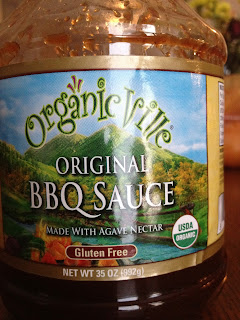 OrganicVille
ORIGINAL
BBQ SAUCE
MADE WITH AGAVE NECTAR
USDA
ORGANIC
Gluten Free
NET WT 35 OZ (992g)